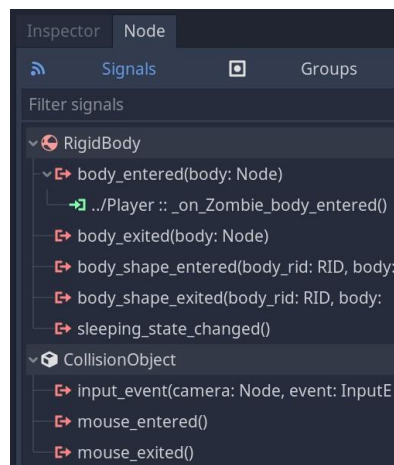 Inspector Node
Signals Groups
Filter signals
RigidBody
body_entered(body: Node)
../Player :: _on_Zombie_body_entered()
body_exited(body: Node)
body_shape_entered(body_rid: RID, body:
body_shape_exited(body_rid: RID, body:
sleeping_state_changed()
CollisionObject
input_event(camera: Node, event: InputE
mouse_entered()
mouse_exited()